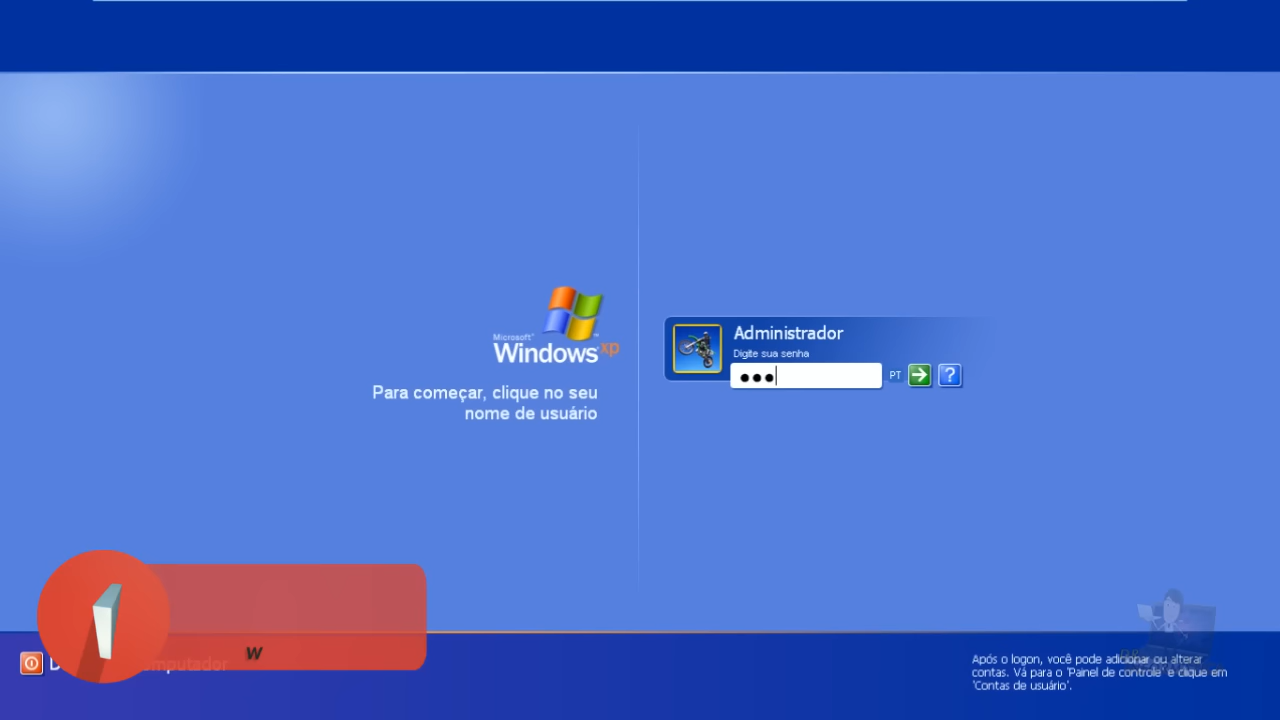 Microsoft
Windows xp
Para começar, clique no seu
nome de usuário
Administrador
Digite sua senha
PT
?
W
Após o logon, você pode adicionar ou alterar
contas. Vá para o 'Painel de controle' e clique em
'Contas de usuário'.